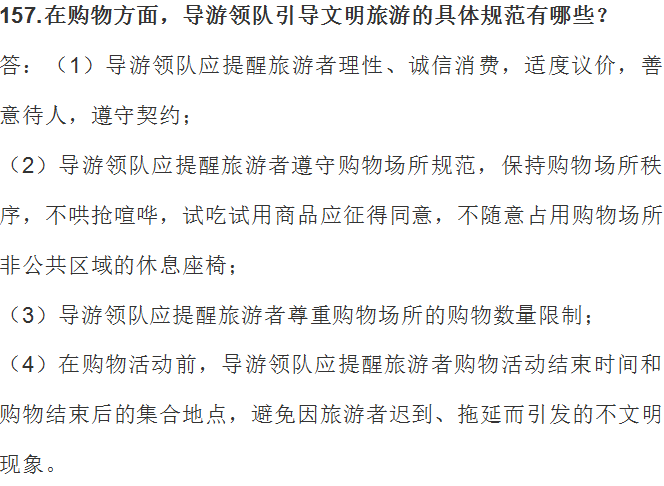 157.在购物方面，导游领队引导文明旅游的具体规范有哪些？
答：（1）导游领队应提醒旅游者理性、诚信消费，适度议价，善
意待人，遵守契约；
（2）导游领队应提醒旅游者遵守购物场所规范，保持购物场所秩
序，不哄抢喧哗，试吃试用商品应征得同意，不随意占用购物场所
非公共区域的休息座椅；
（3）导游领队应提醒旅游者尊重购物场所的购物数量限制；
（4）在购物活动前，导游领队应提醒旅游者购物活动结束时间和
购物结束后的集合地点，避免因旅游者迟到、拖延而引发的不文明
现象。